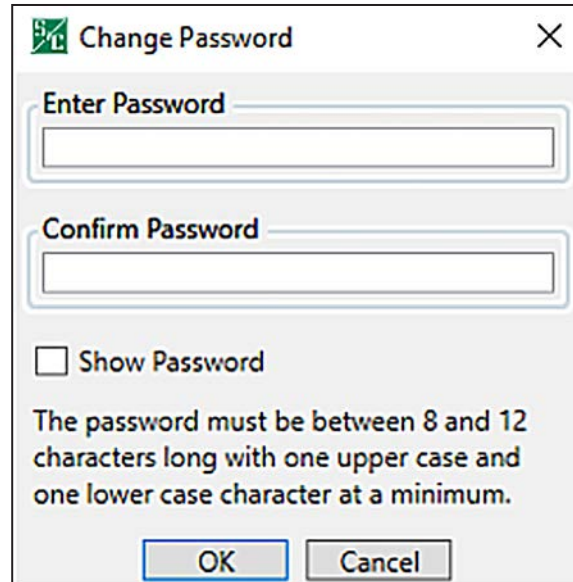 S/C Change Password
Enter Password
Confirm Password
Show Password
The password must be between 8 and 12
characters long with one upper case and
one lower case character at a minimum.
OK Cancel